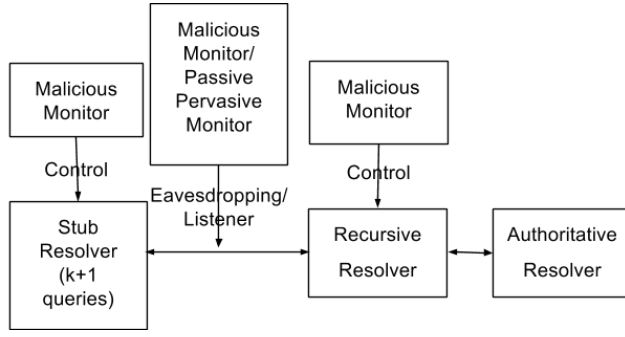 Malicious
Monitor
Malicious
Monitor/
Passive
Pervasive
Monitor
Malicious
Monitor
Control
Eavesdropping/
Listener
Control
Stub
Resolver
(k+1
queries)
Recursive
Resolver
Authoritative
Resolver